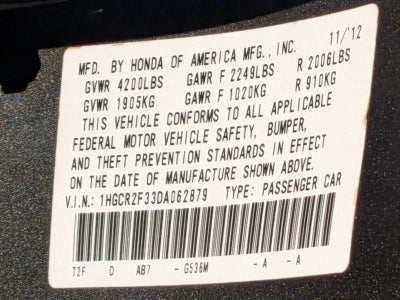 MFD. BY HONDA OF AMERICA MFG., INC. 11/'12
GVWR 4200LBS GAWR F 2249LBS R 2006LBS
GVWR 1905KG GAWR F 1020KG R 910KG
THIS VEHICLE CONFORMS TO ALL APPLICABLE
FEDERAL MOTOR VEHICLE SAFETY, BUMPER,
AND THEFT PREVENTION STANDARDS IN EFFECT
ON THE DATE OF MANUFACTURE SHOWN ABOVE.
V.I.N.: 1HGCR2F33DA062879 TYPE: PASSENGER CAR
T2F D AB7 - G536M - A - A